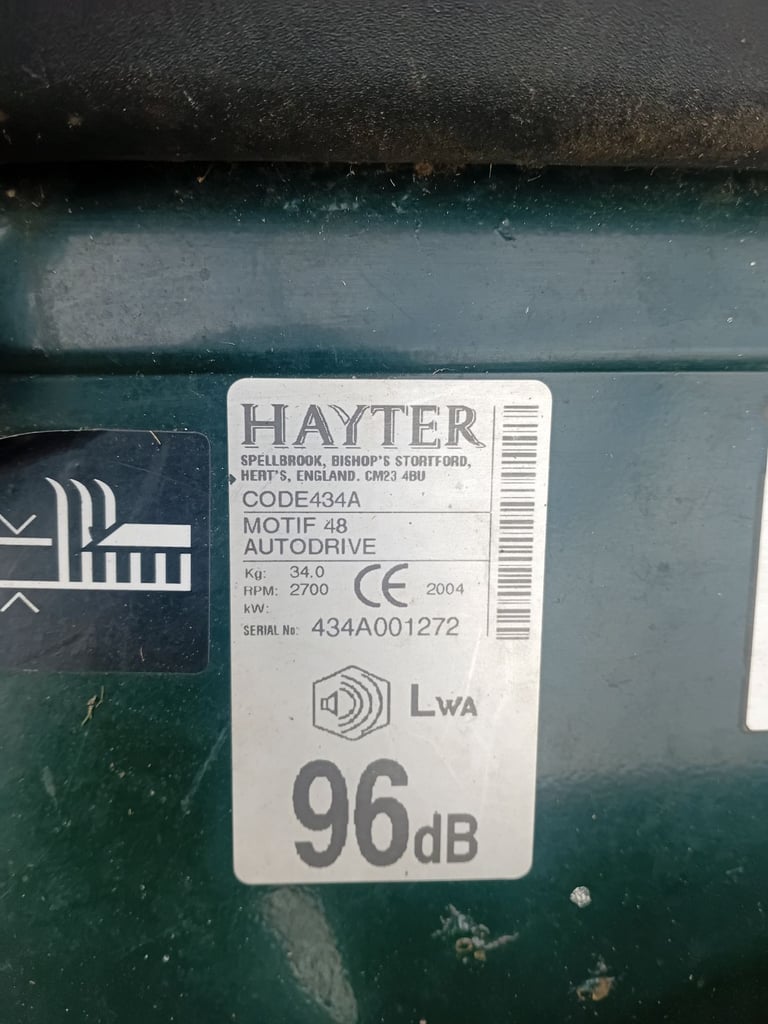 HAYTER
SPELLBROOK, BISHOP'S STORTFORD,
HERT'S, ENGLAND. CM23 4BU
CODE434A
MOTIF 48
AUTODRIVE
Kg: 34.0
RPM: 2700 CE 2004
kW:
SERIAL No: 434A001272
LWA
96dB